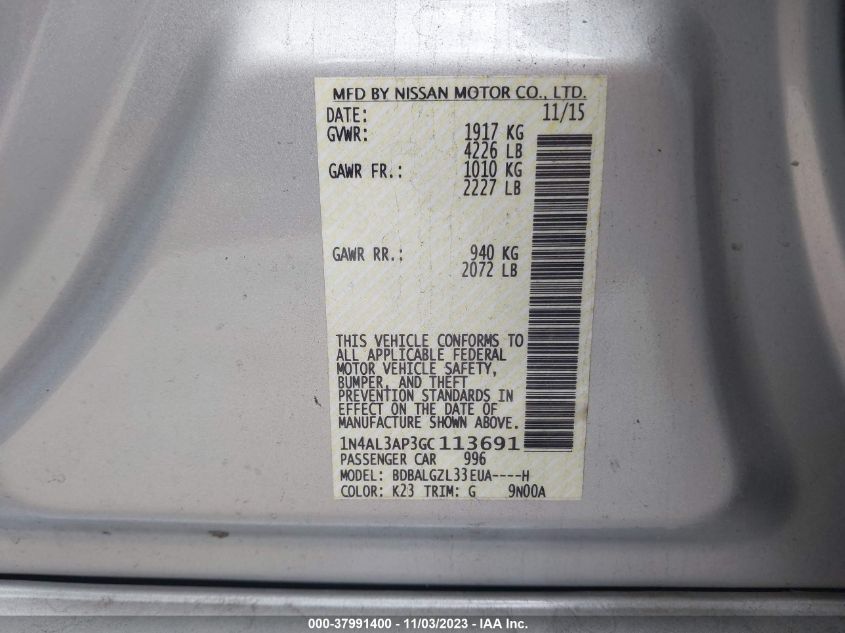 MFD BY NISSAN MOTOR CO., LTD.
DATE: 11/15
GVWR: 1917 KG
4226 LB
GAWR FR.: 1010 KG
2227 LB
GAWR RR.: 940 KG
2072 LB
THIS VEHICLE CONFORMS TO
ALL APPLICABLE FEDERAL
MOTOR VEHICLE SAFETY,
BUMPER, AND THEFT
PREVENTION STANDARDS IN
EFFECT ON THE DATE OF
MANUFACTURE SHOWN ABOVE.
1N4AL3AP3GC113691
PASSENGER CAR 996
MODEL: BDBALGZL33EUA----H
COLOR: K23 TRIM: G 9N00A
000-37991400 - 11/03/2023 - IAA Inc.